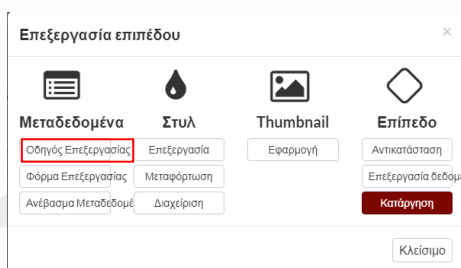 Επεξεργασία επιπέδου ×
Μεταδεδομένα Στυλ Thumbnail Επίπεδο
Οδηγός Επεξεργασίας Επεξεργασία Εφαρμογή Αντικατάσταση
Φόρμα Επεξεργασίας Μεταφόρτωση Επεξεργασία δεδομ
Ανέβασμα Μεταδεδομέ Διαχείριση Κατάργηση
Κλείσιμο